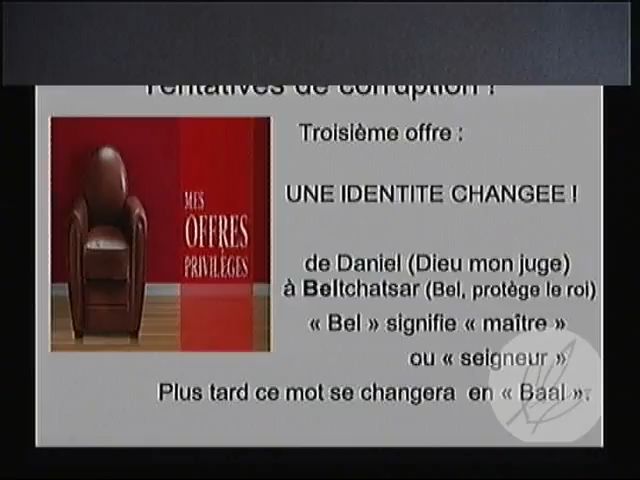 Tentatives de corruption !
Troisième offre :
UNE IDENTITE CHANGEE !
MES
OFFRES
PRIVILÈGES
de Daniel (Dieu mon juge)
à Beltchatsar (Bel, protège le roi)
« Bel » signifie « maître »
ou « seigneur »
Plus tard ce mot se changera en « Baal ».